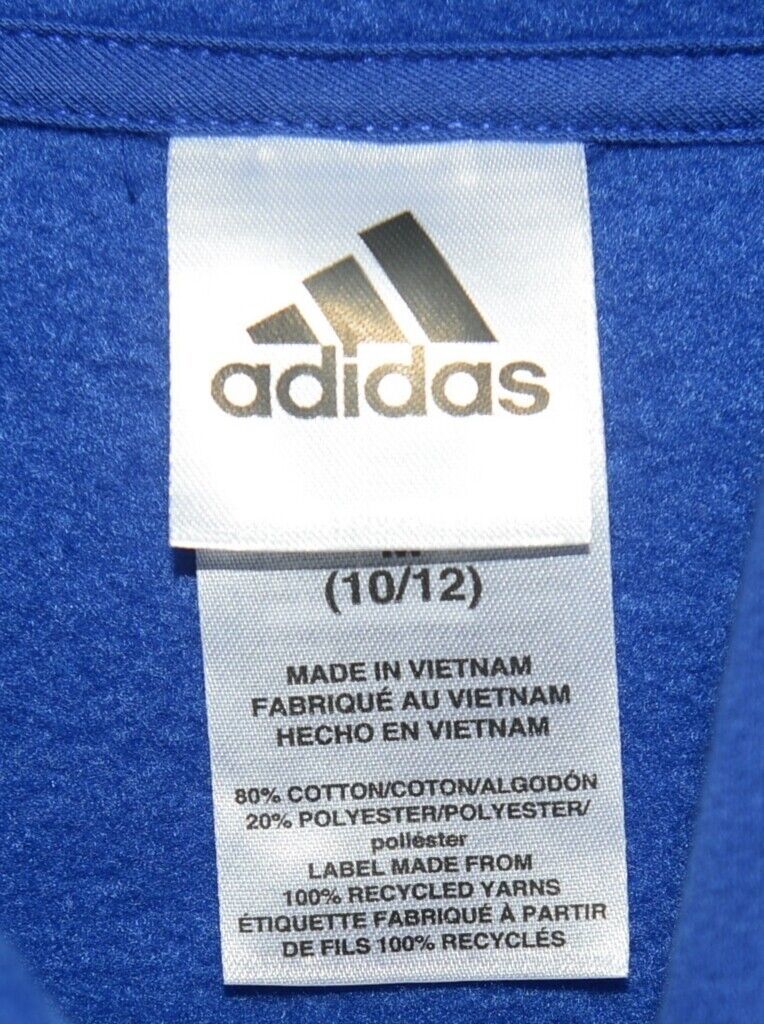 adidas
(10/12)
MADE IN VIETNAM
FABRIQUÉ AU VIETNAM
HECHO EN VIETNAM
80% COTTON/COTON/ALGODÓN
20% POLYESTER/POLYESTER/
poliéster
LABEL MADE FROM
100% RECYCLED YARNS
ÉTIQUETTE FABRIQUÉ À PARTIR
DE FILS 100% RECYCLÉS